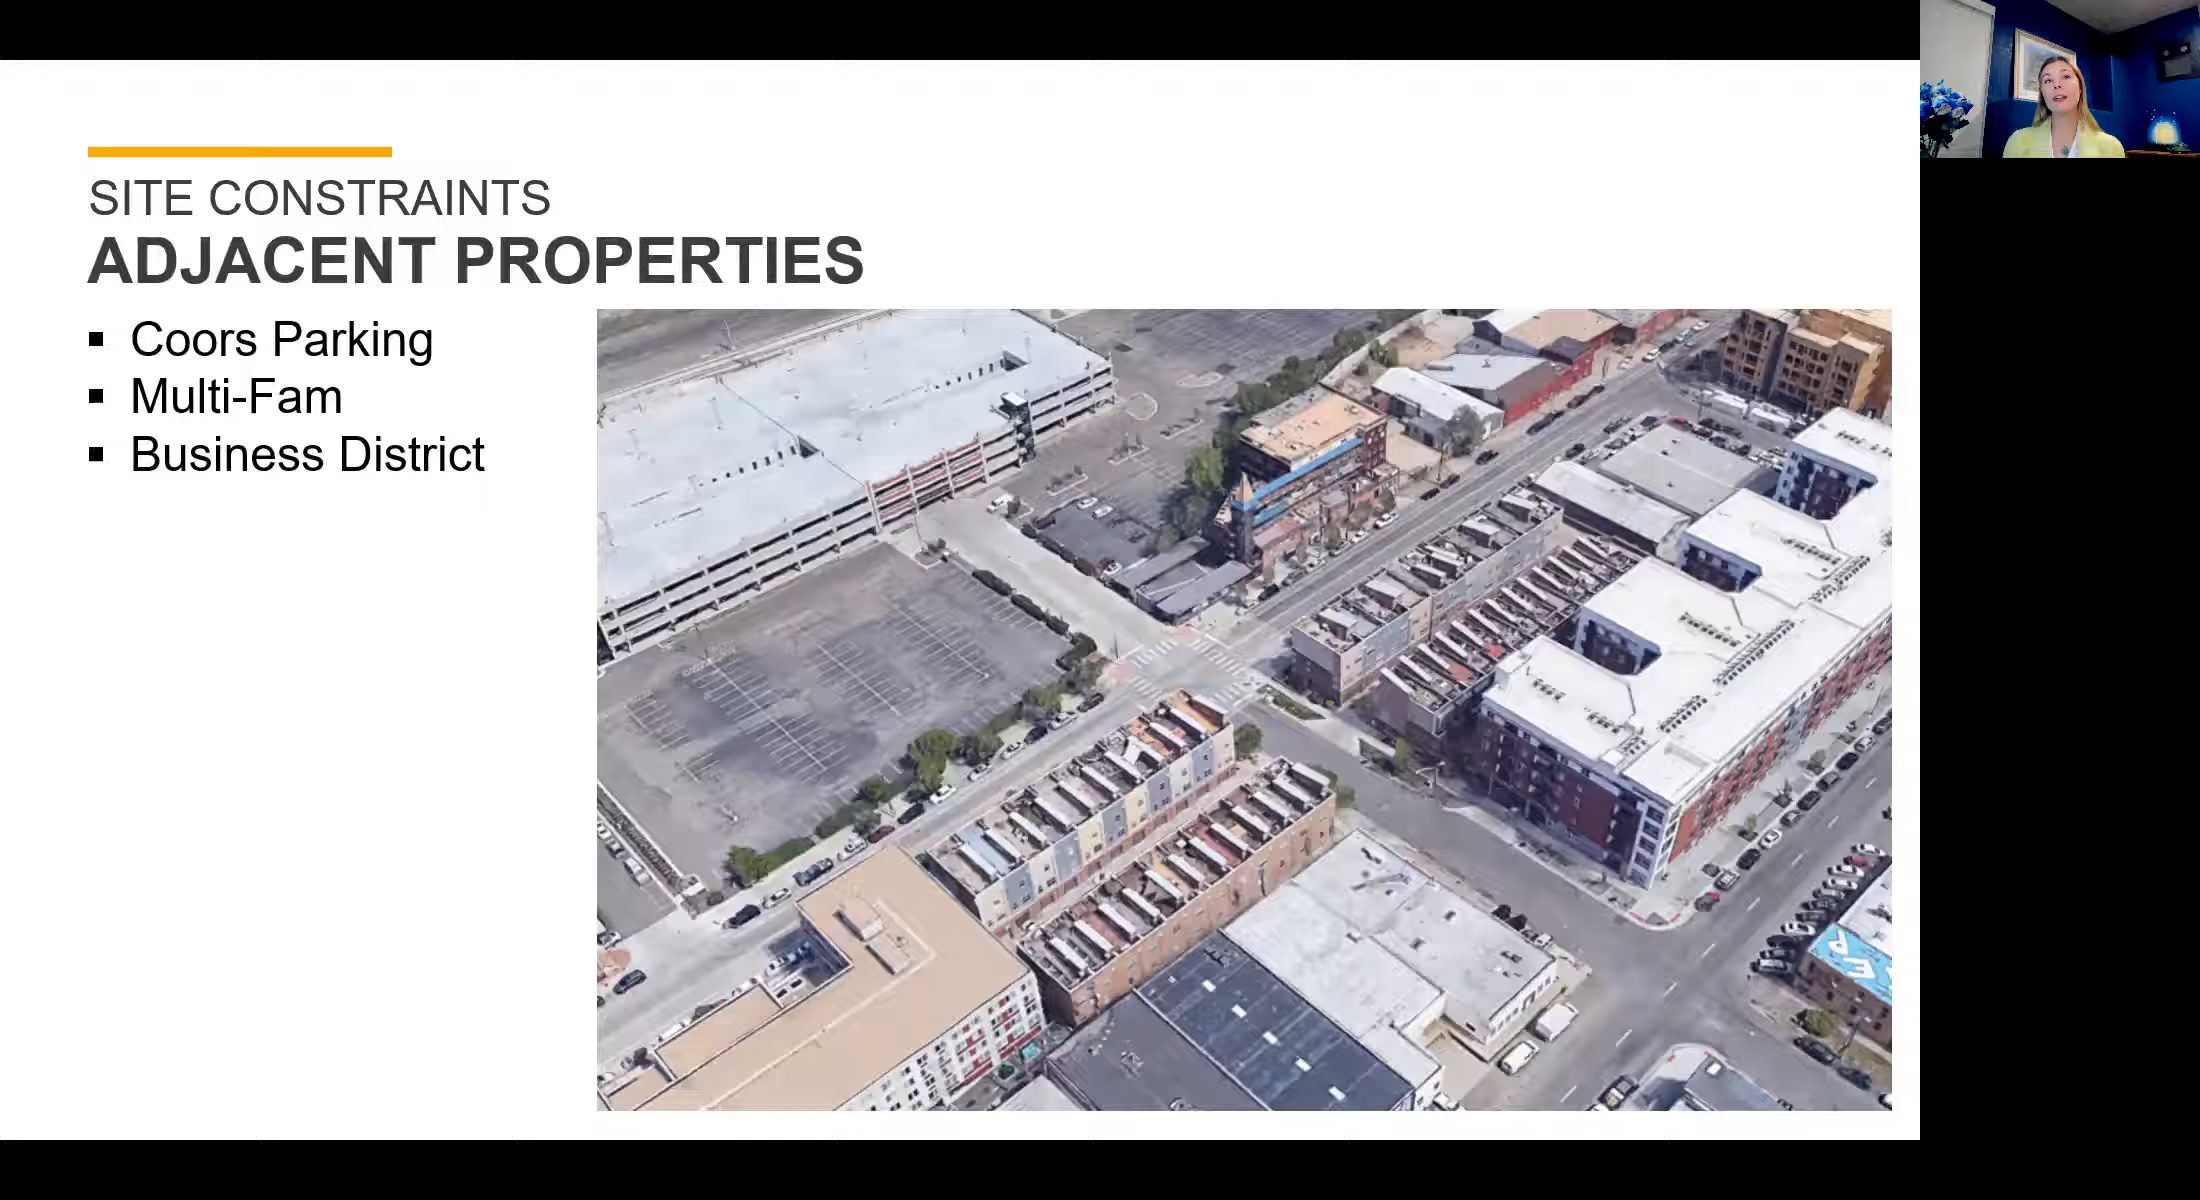 SITE CONSTRAINTS
ADJACENT PROPERTIES
▪ Coors Parking
▪ Multi-Fam
▪ Business District